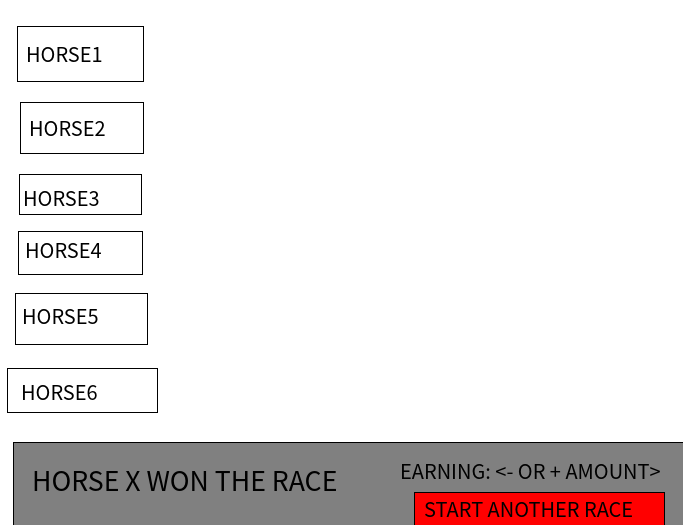 HORSE1
HORSE2
HORSE3
HORSE4
HORSE5
HORSE6
HORSE X WON THE RACE
EARNING: <- OR + AMOUNT>
START ANOTHER RACE